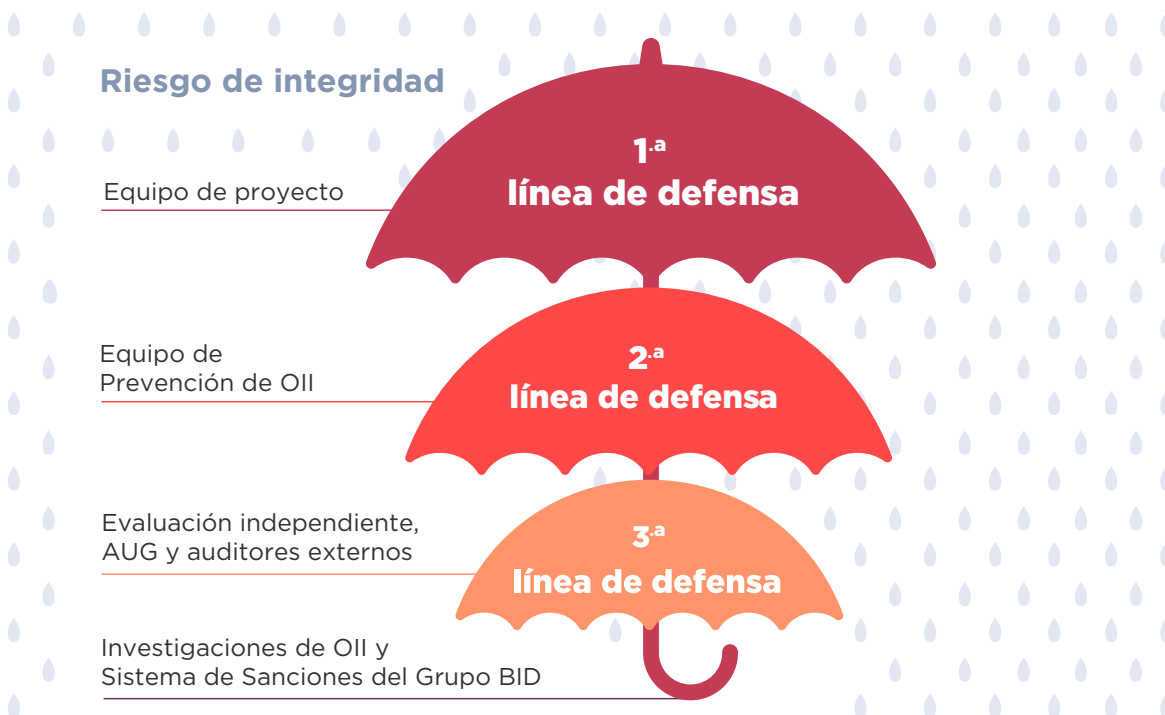 Riesgo de integridad
1.ª
línea de defensa
Equipo de proyecto
2.ª
línea de defensa
Equipo de
Prevención de OII
3.ª
línea de defensa
Evaluación independiente,
AUG y auditores externos
Investigaciones de OII y
Sistema de Sanciones del Grupo BID